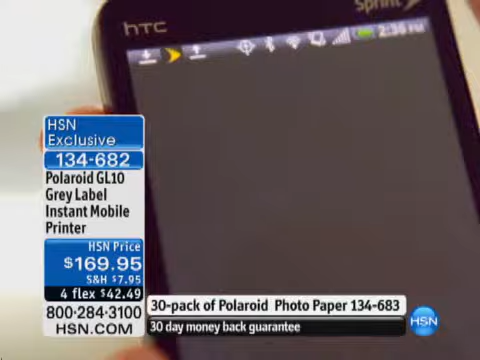 hTC
Sprint
2:36 PM
HSN
Exclusive
134-682
Polaroid GL10
Grey Label
Instant Mobile
Printer
HSN Price
$169.95
S&H $7.95
4 flex $42.49
800·284·3100
HSN.COM
30-pack of Polaroid Photo Paper 134-683
30 day money back guarantee
HSN